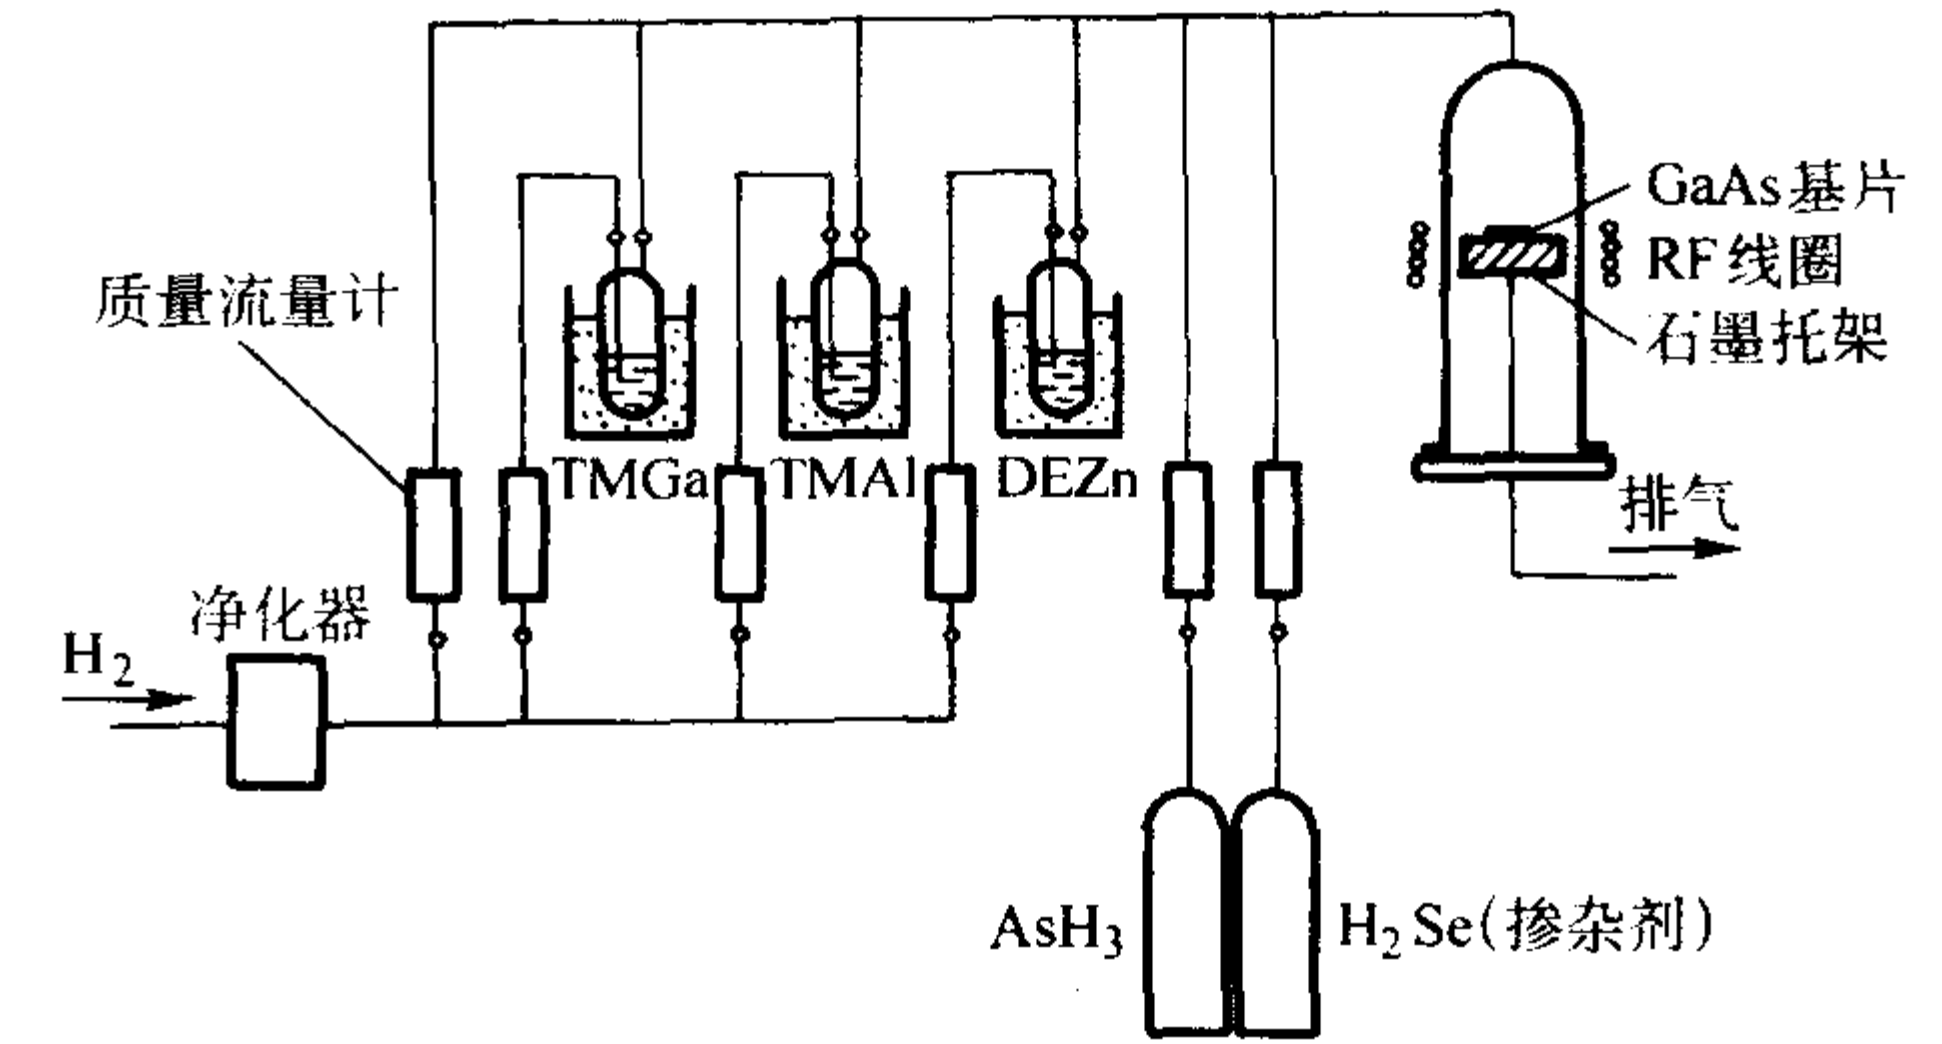 GaAs基片
RF线圈
石墨托架
质量流量计
TMGa
TMAl
DEZn
排气
净化器
H₂
AsH₃
H₂Se(掺杂剂)